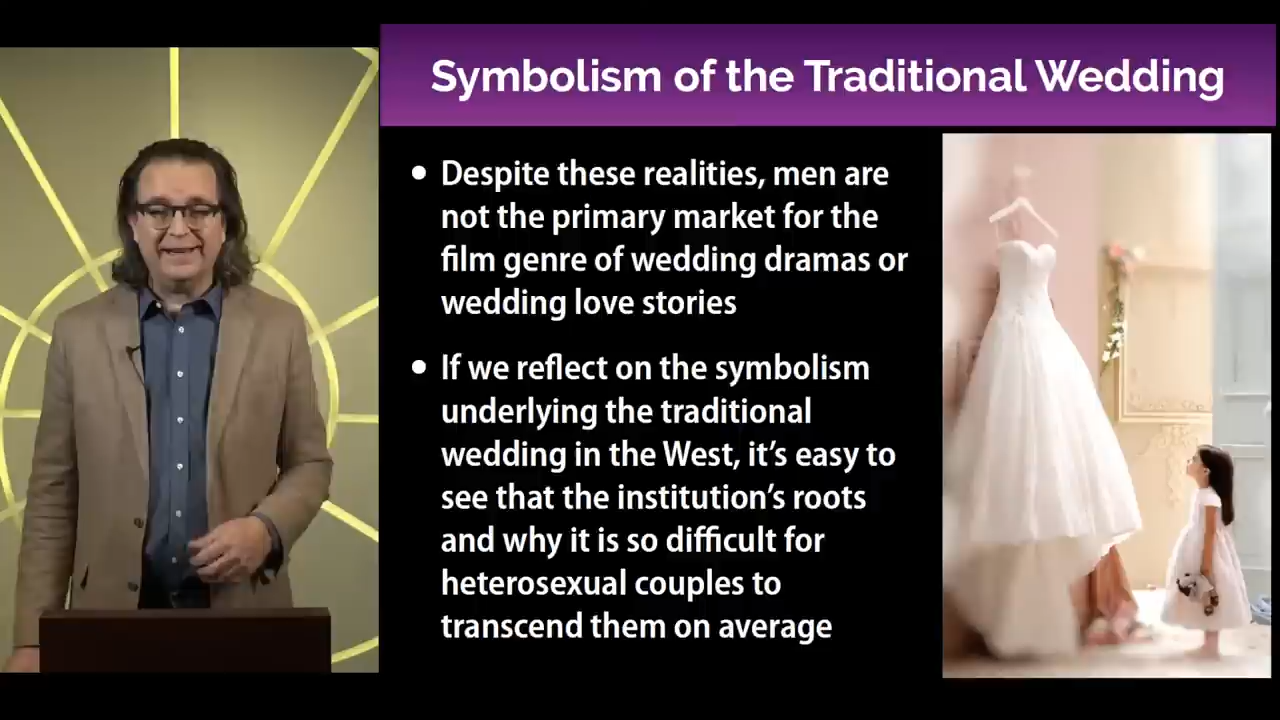 Symbolism of the Traditional Wedding
• Despite these realities, men are
not the primary market for the
film genre of wedding dramas or
wedding love stories
• If we reflect on the symbolism
underlying the traditional
wedding in the West, it's easy to
see that the institution's roots
and why it is so difficult for
heterosexual couples to
transcend them on average